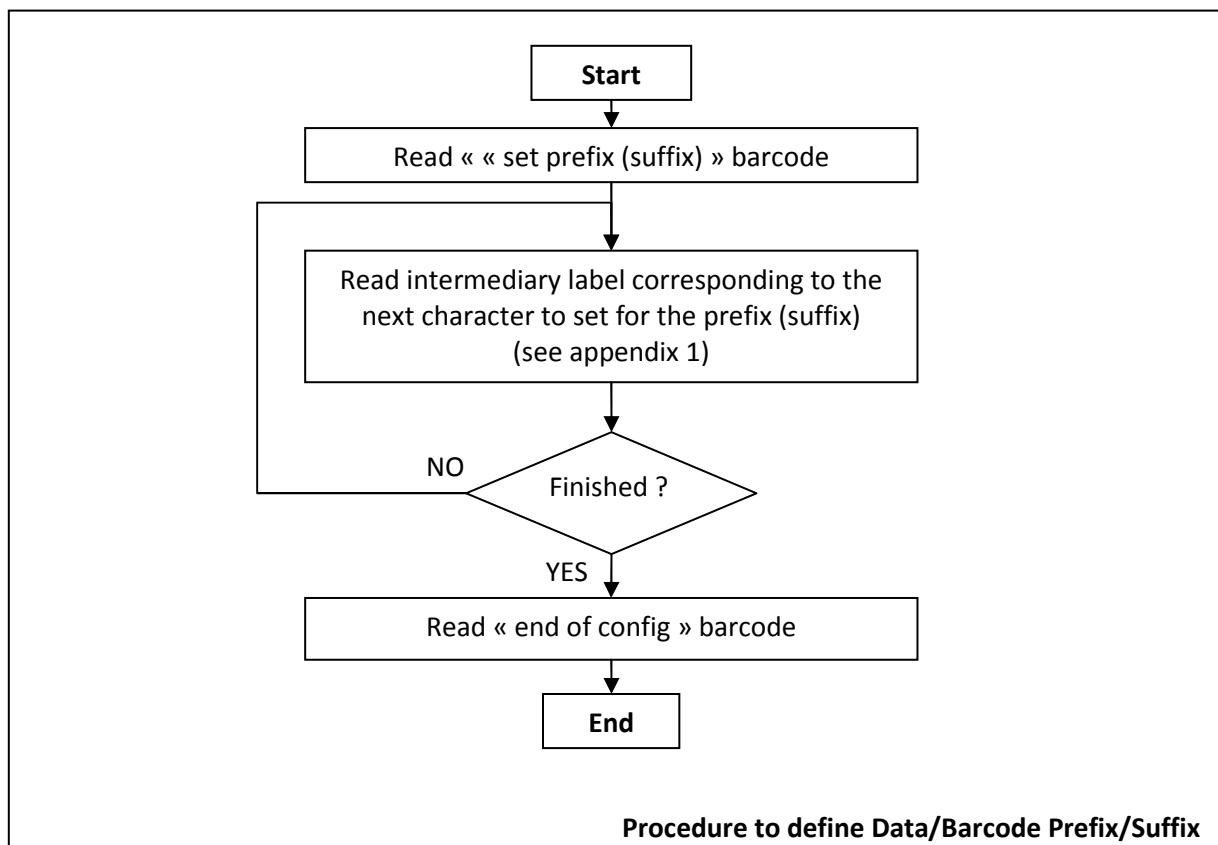 Start
Read « « set prefix (suffix) » barcode
Read intermediary label corresponding to the
next character to set for the prefix (suffix)
(see appendix 1)
NO
Finished ?
YES
Read « end of config » barcode
End
Procedure to define Data/Barcode Prefix/Suffix